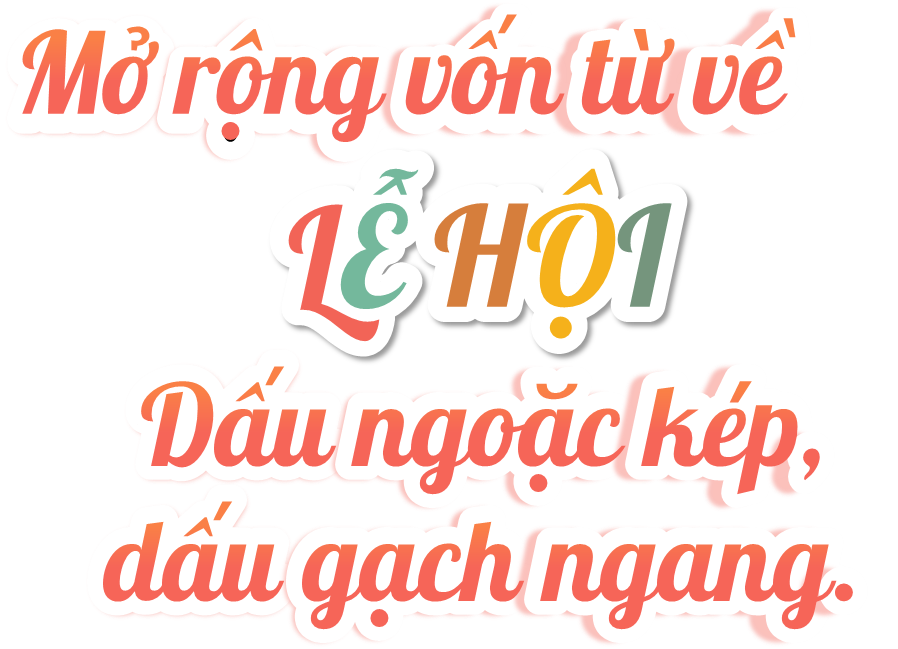 Mở rộng vốn từ về
LỄ HỘI
Dấu ngoặc kép,
dấu gạch ngang.